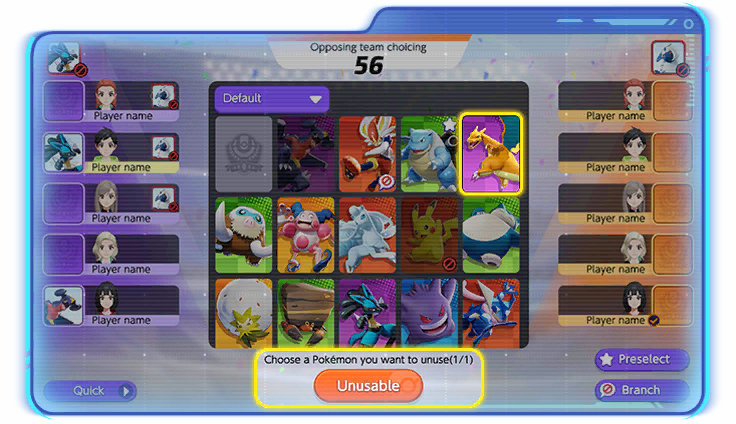 Opposing team choicing
56
Default
Player name
Player name
Player name
Player name
Player name
Player name
Player name
Player name
Player name
Player name
Choose a Pokémon you want to unuse(1/1)
Unusable
Quick
Preselect
Branch